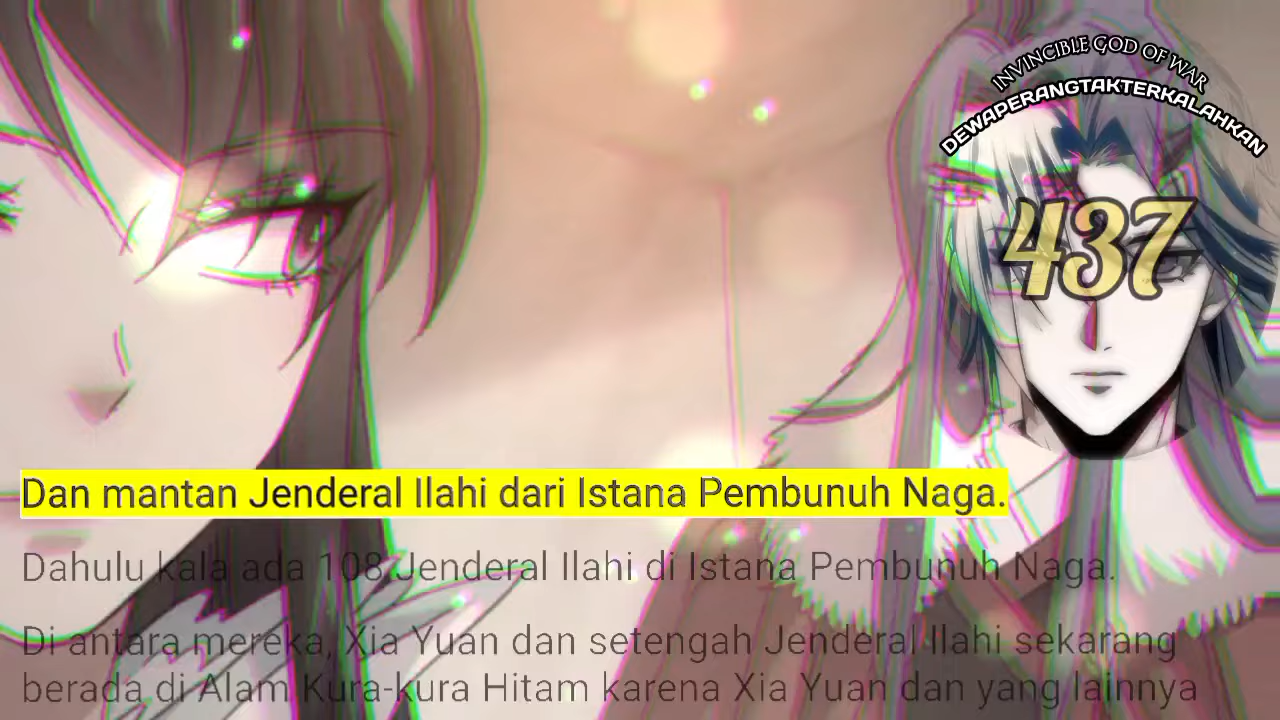 INVINCIBLE GOD OF WAR
DEWAPERANGTAKTERKALAHKAN
437
Dan mantan Jenderal Ilahi dari Istana Pembunuh Naga.
Dahulu kala ada 108 Jenderal Ilahi di Istana Pembunuh Naga.
Di antara mereka, Xia Yuan dan setengah Jenderal Ilahi sekarang
berada di Alam Kura-kura Hitam karena Xia Yuan dan yang lainnya